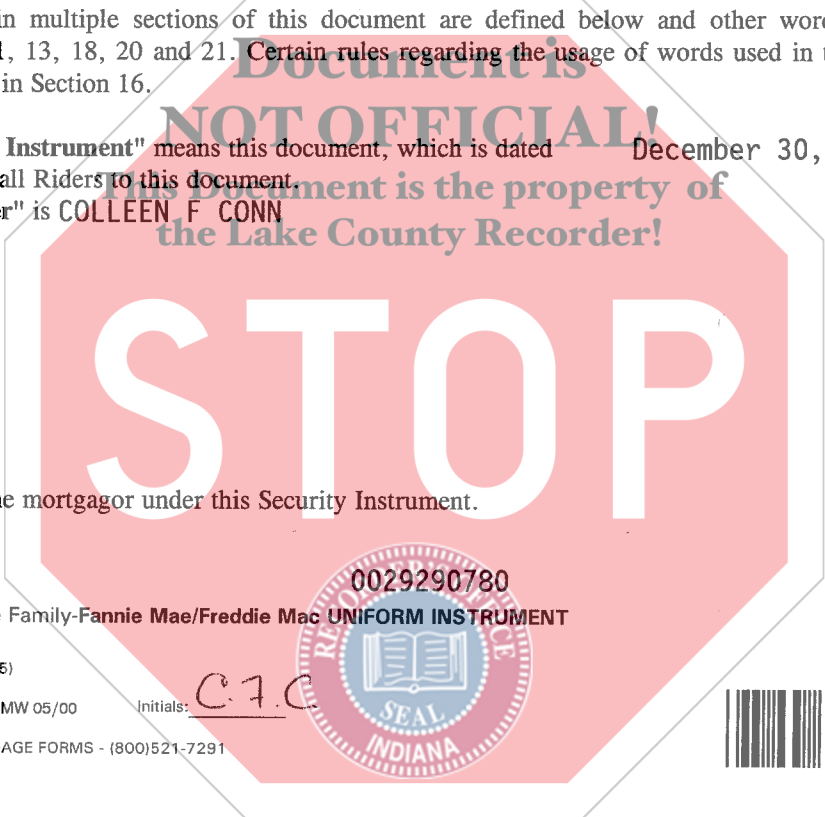 in multiple sections of this document are defined below and other wor
, 13, 18, 20 and 21. Certain rules regarding the usage of words used in
in Section 16.
Document is
NOT OFFICIAL!
Instrument" means this document, which is dated December 30,
all Riders to this document.
This Document is the property of
r" is COLLEEN F CONN
the Lake County Recorder!
STOP
e mortgagor under this Security Instrument.
0029290780
Family-Fannie Mae/Freddie Mac UNIFORM INSTRUMENT
5)
MW 05/00 Initials: C.F.C
AGE FORMS - (800)521-7291
SEAL
INDIANA